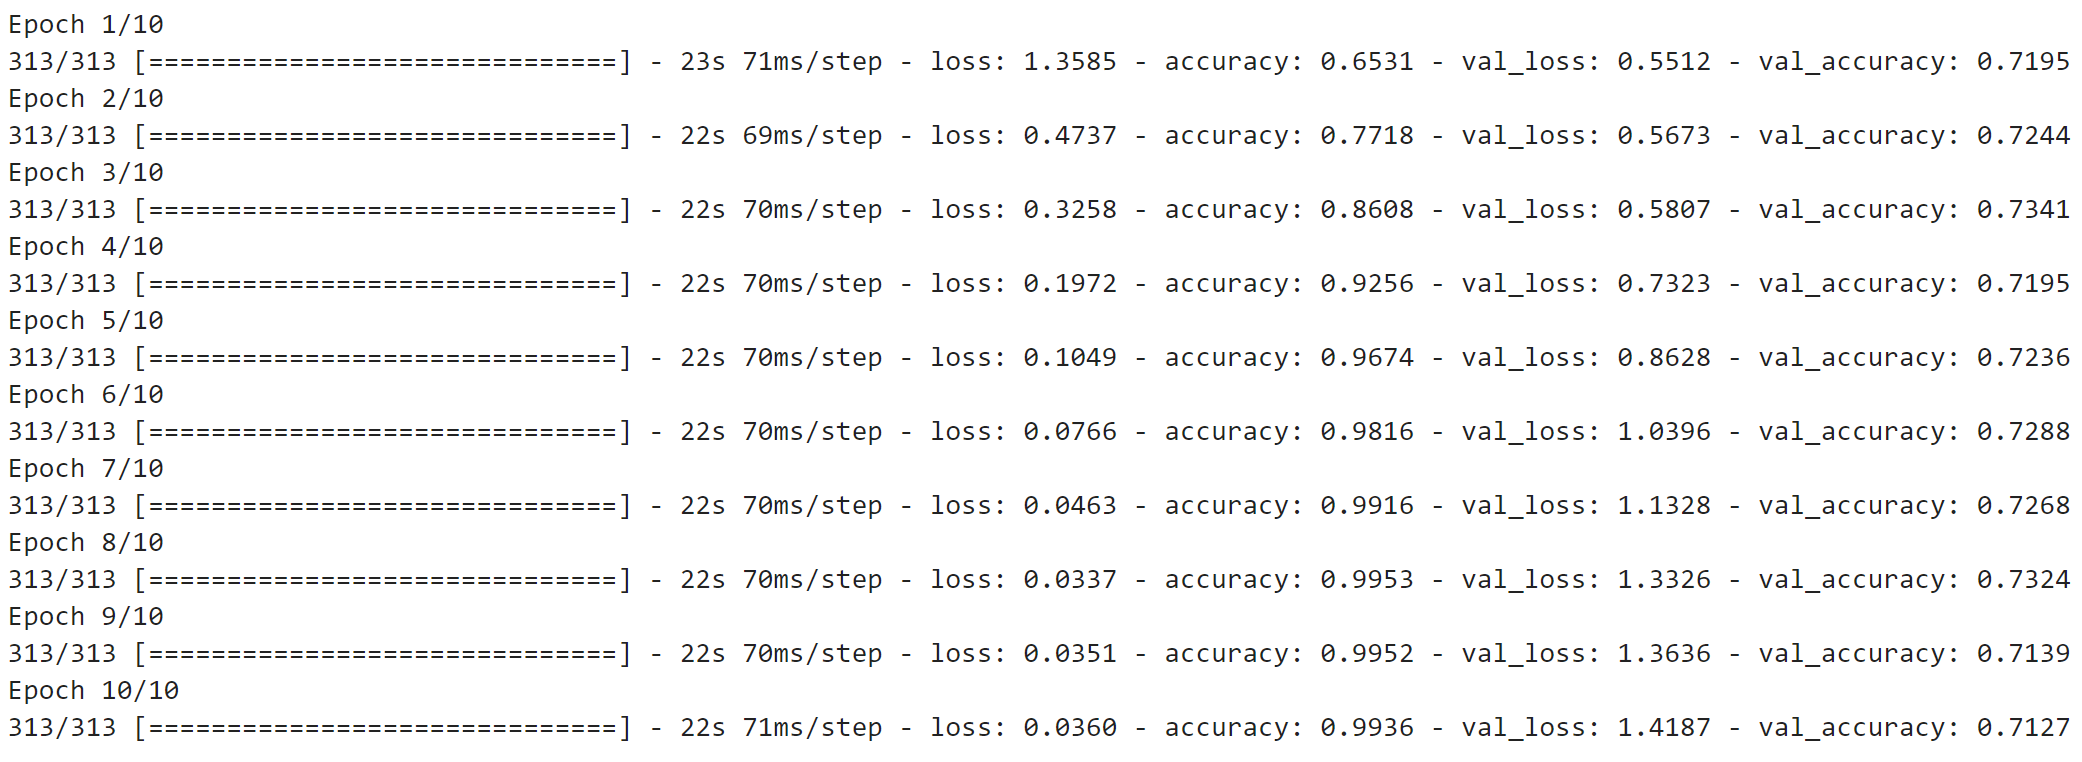 Epoch 1/10
313/313 [==============================] - 23s 71ms/step - loss: 1.3585 - accuracy: 0.6531 - val_loss: 0.5512 - val_accuracy: 0.7195
Epoch 2/10
313/313 [==============================] - 22s 69ms/step - loss: 0.4737 - accuracy: 0.7718 - val_loss: 0.5673 - val_accuracy: 0.7244
Epoch 3/10
313/313 [==============================] - 22s 70ms/step - loss: 0.3258 - accuracy: 0.8608 - val_loss: 0.5807 - val_accuracy: 0.7341
Epoch 4/10
313/313 [==============================] - 22s 70ms/step - loss: 0.1972 - accuracy: 0.9256 - val_loss: 0.7323 - val_accuracy: 0.7195
Epoch 5/10
313/313 [==============================] - 22s 70ms/step - loss: 0.1049 - accuracy: 0.9674 - val_loss: 0.8628 - val_accuracy: 0.7236
Epoch 6/10
313/313 [==============================] - 22s 70ms/step - loss: 0.0766 - accuracy: 0.9816 - val_loss: 1.0396 - val_accuracy: 0.7288
Epoch 7/10
313/313 [==============================] - 22s 70ms/step - loss: 0.0463 - accuracy: 0.9916 - val_loss: 1.1328 - val_accuracy: 0.7268
Epoch 8/10
313/313 [==============================] - 22s 70ms/step - loss: 0.0337 - accuracy: 0.9953 - val_loss: 1.3326 - val_accuracy: 0.7324
Epoch 9/10
313/313 [==============================] - 22s 70ms/step - loss: 0.0351 - accuracy: 0.9952 - val_loss: 1.3636 - val_accuracy: 0.7139
Epoch 10/10
313/313 [==============================] - 22s 71ms/step - loss: 0.0360 - accuracy: 0.9936 - val_loss: 1.4187 - val_accuracy: 0.7127